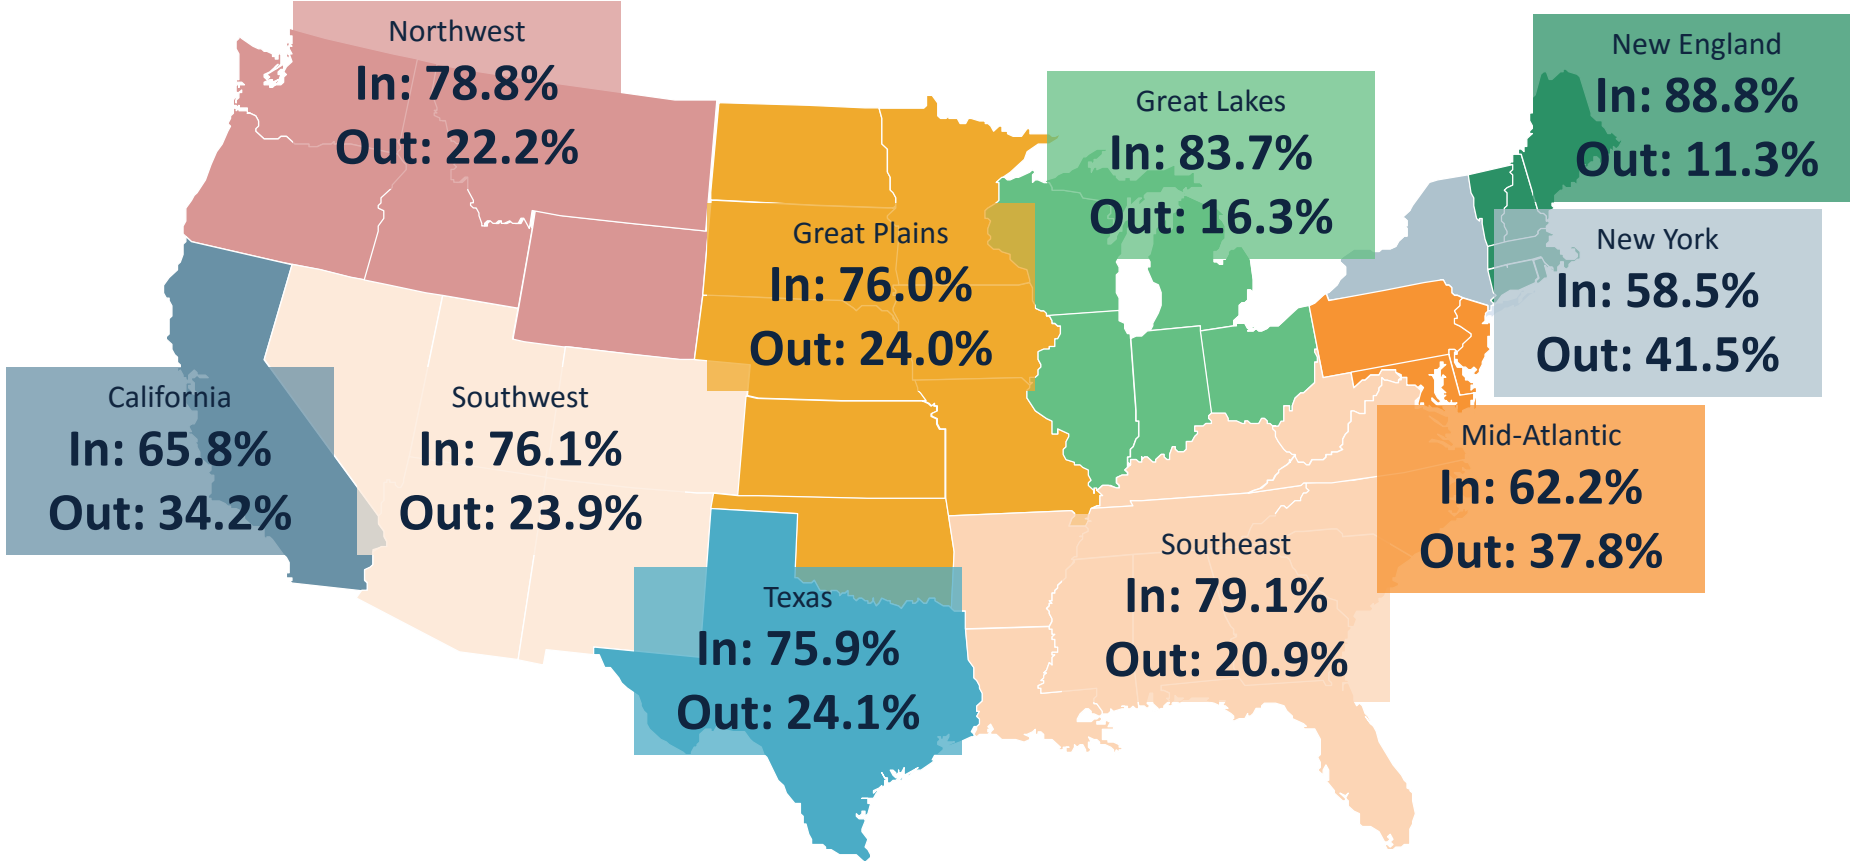 Northwest
In: 78.8%
Out: 22.2%
New England
In: 88.8%
Out: 11.3%
Great Lakes
In: 83.7%
Out: 16.3%
Great Plains
In: 76.0%
Out: 24.0%
New York
In: 58.5%
Out: 41.5%
California
In: 65.8%
Out: 34.2%
Southwest
In: 76.1%
Out: 23.9%
Mid-Atlantic
In: 62.2%
Out: 37.8%
Southeast
In: 79.1%
Out: 20.9%
Texas
In: 75.9%
Out: 24.1%